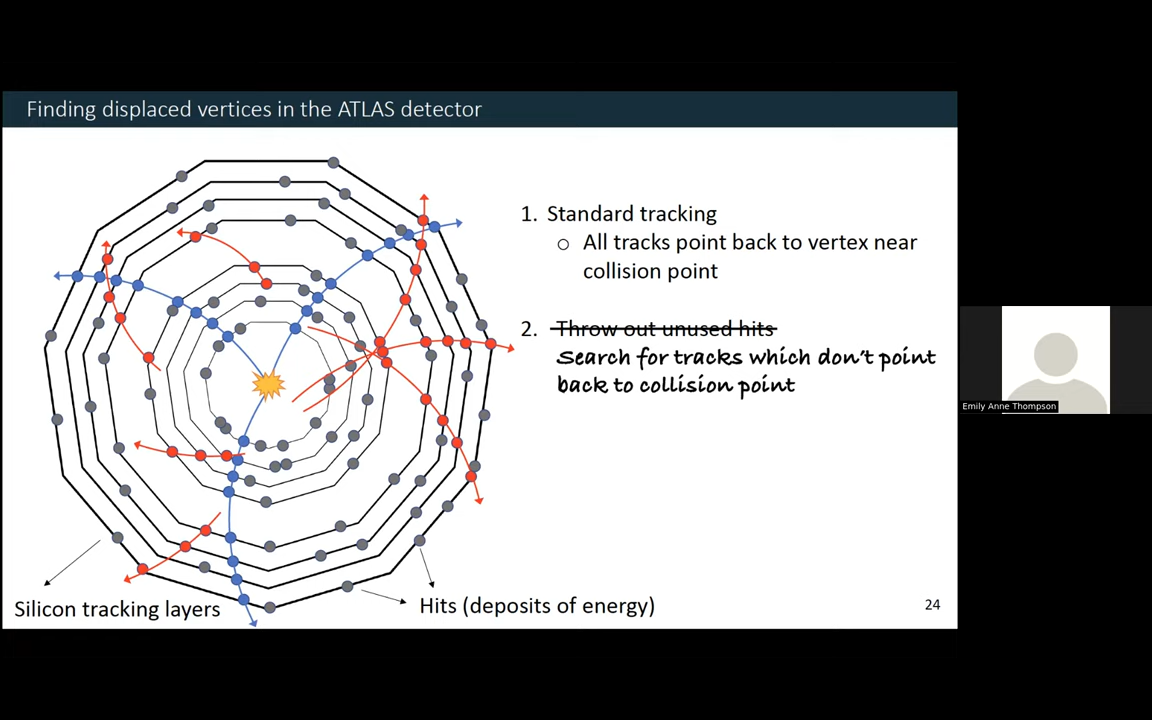 Finding displaced vertices in the ATLAS detector
1. Standard tracking
○ All tracks point back to vertex near
collision point
2. Throw out unused hits
Search for tracks which don't point
back to collision point
Emily Anne Thompson
Silicon tracking layers
Hits (deposits of energy)
24